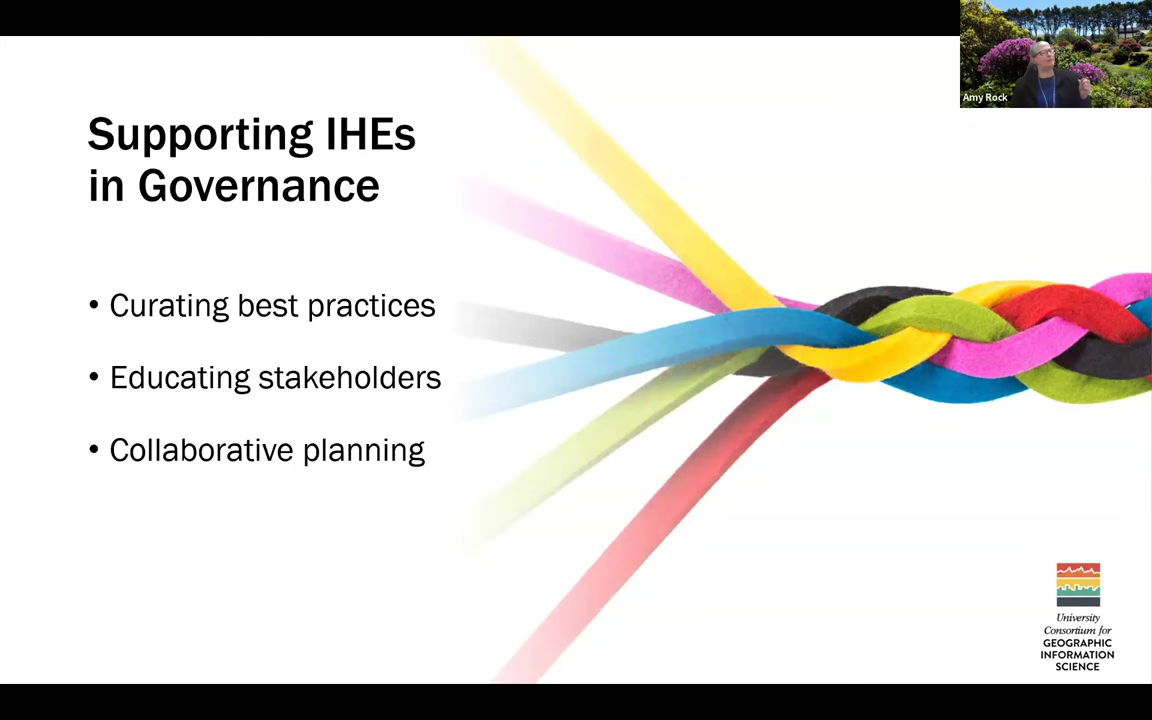 Amy Rock
Supporting IHEs
in Governance
• Curating best practices
• Educating stakeholders
• Collaborative planning
University
Consortium for
GEOGRAPHIC
INFORMATION
SCIENCE